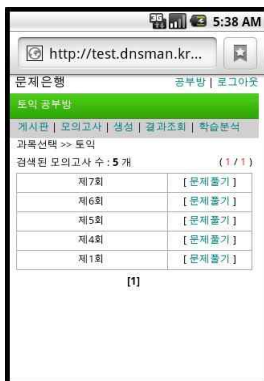 3G 5:38 AM
http://test.dnsman.kr...
문제은행 공부방 | 로그아웃
토익 공부방
게시판 | 모의고사 | 생성 | 결과조회 | 학습분석
과목선택 >> 토익
검색된 모의고사 수 : 5 개 ( 1 / 1 )
제7회 [ 문제풀기 ]
제6회 [ 문제풀기 ]
제5회 [ 문제풀기 ]
제4회 [ 문제풀기 ]
제1회 [ 문제풀기 ]
[1]